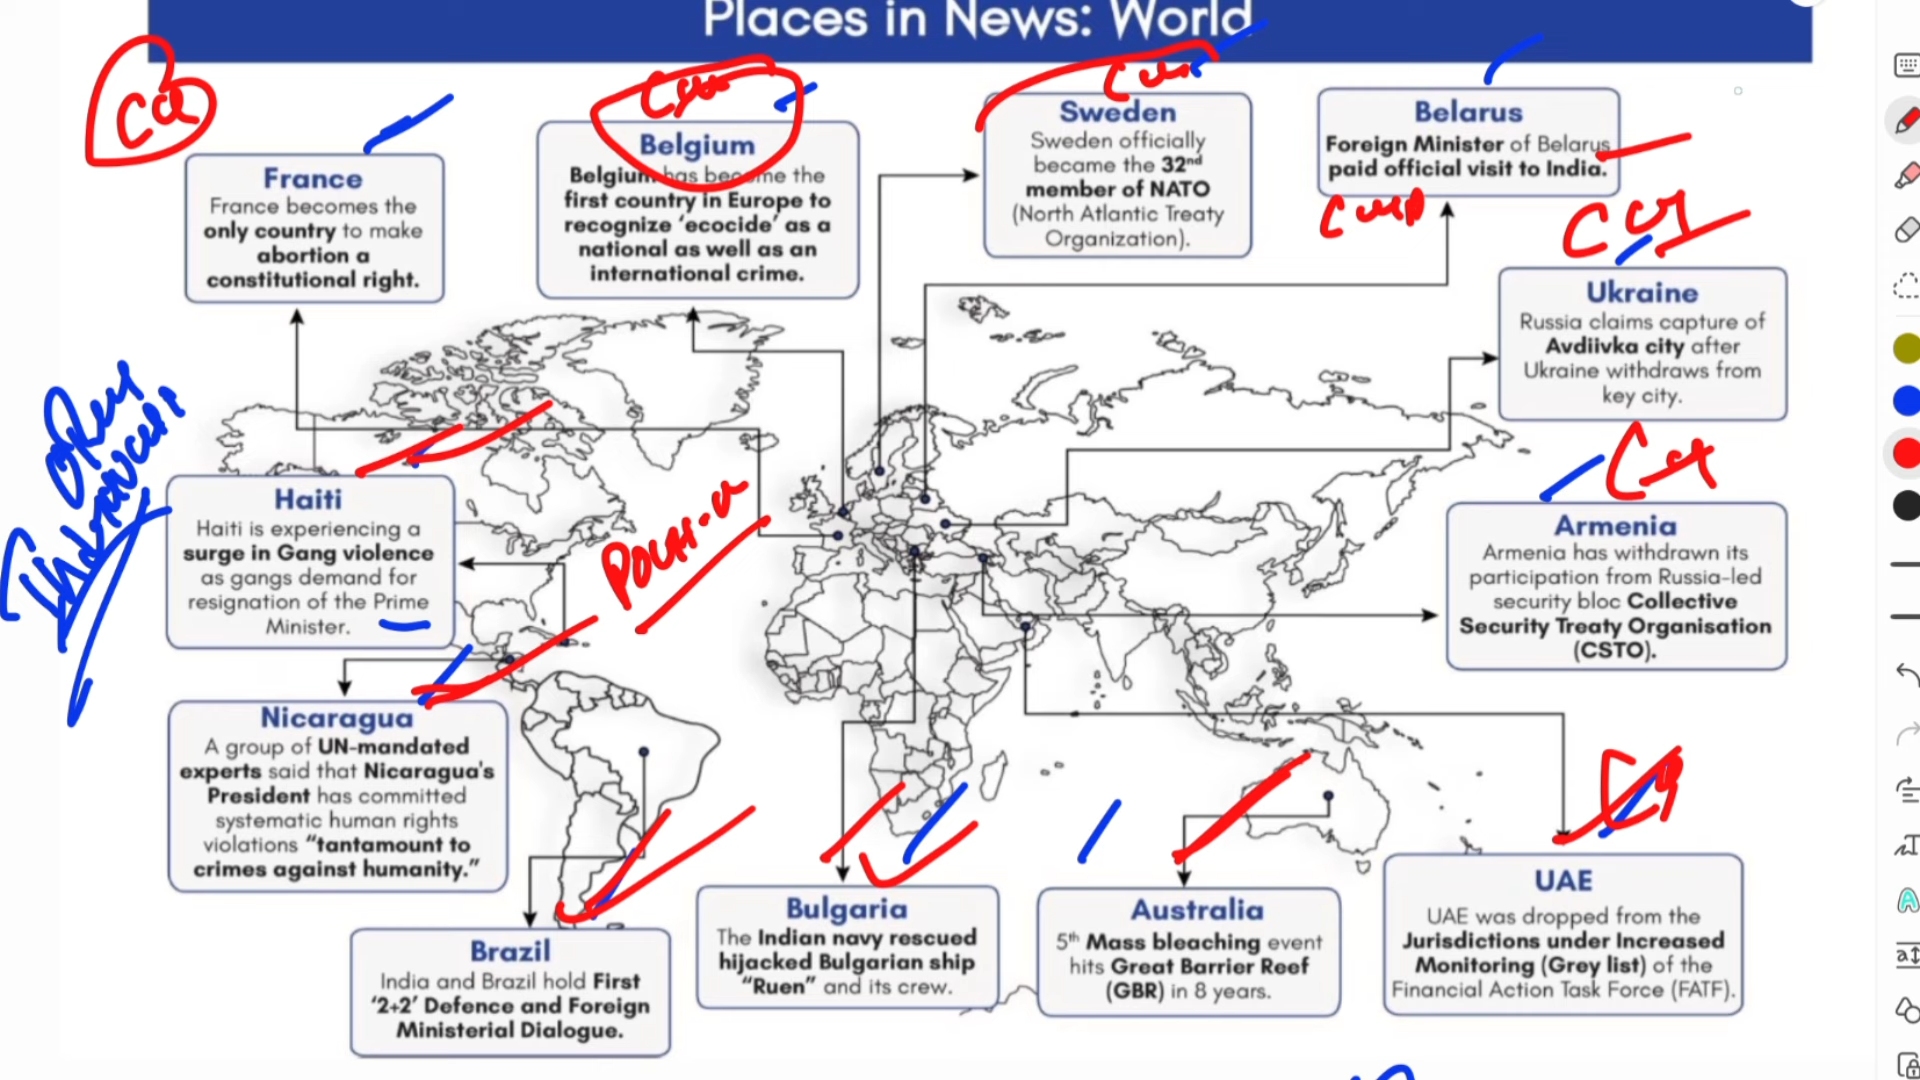 Places in News: World
France
France becomes the
only country to make
abortion a
constitutional right.
Belgium
Belgium has become the
first country in Europe to
recognize ‘ecocide’ as a
national as well as an
international crime.
Sweden
Sweden officially
became the 32nd
member of NATO
(North Atlantic Treaty
Organization).
Belarus
Foreign Minister of Belarus
paid official visit to India.
Ukraine
Russia claims capture of
Avdiivka city after
Ukraine withdraws from
key city.
Haiti
Haiti is experiencing a
surge in Gang violence
as gangs demand for
resignation of the Prime
Minister.
Armenia
Armenia has withdrawn its
participation from Russia-led
security bloc Collective
Security Treaty Organisation
(CSTO).
Nicaragua
A group of UN-mandated
experts said that Nicaragua's
President has committed
systematic human rights
violations “tantamount to
crimes against humanity.”
Brazil
India and Brazil hold First
‘2+2’ Defence and Foreign
Ministerial Dialogue.
Bulgaria
The Indian navy rescued
hijacked Bulgarian ship
“Ruen” and its crew.
Australia
5th Mass bleaching event
hits Great Barrier Reef
(GBR) in 8 years.
UAE
UAE was dropped from the
Jurisdictions under Increased
Monitoring (Grey list) of the
Financial Action Task Force (FATF).